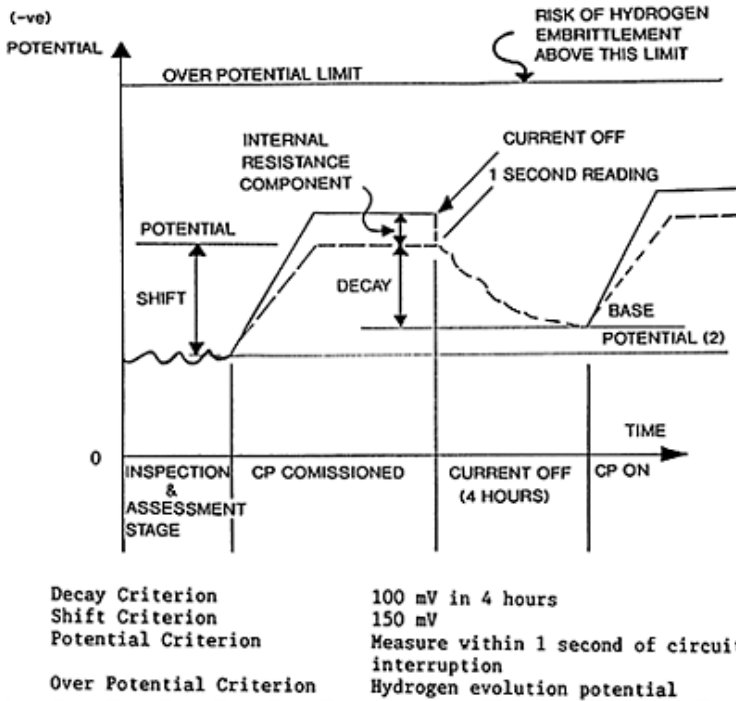 (-ve)
POTENTIAL
RISK OF HYDROGEN
EMBRITTLEMENT
ABOVE THIS LIMIT
OVER POTENTIAL LIMIT
INTERNAL
RESISTANCE
COMPONENT
CURRENT OFF
1 SECOND READING
POTENTIAL
SHIFT
DECAY
BASE
POTENTIAL (2)
TIME
0
INSPECTION
&
ASSESSMENT
STAGE
CP COMISSIONED
CURRENT OFF
(4 HOURS)
CP ON
Decay Criterion 100 mV in 4 hours
Shift Criterion 150 mV
Potential Criterion Measure within 1 second of circuit
interruption
Over Potential Criterion Hydrogen evolution potential